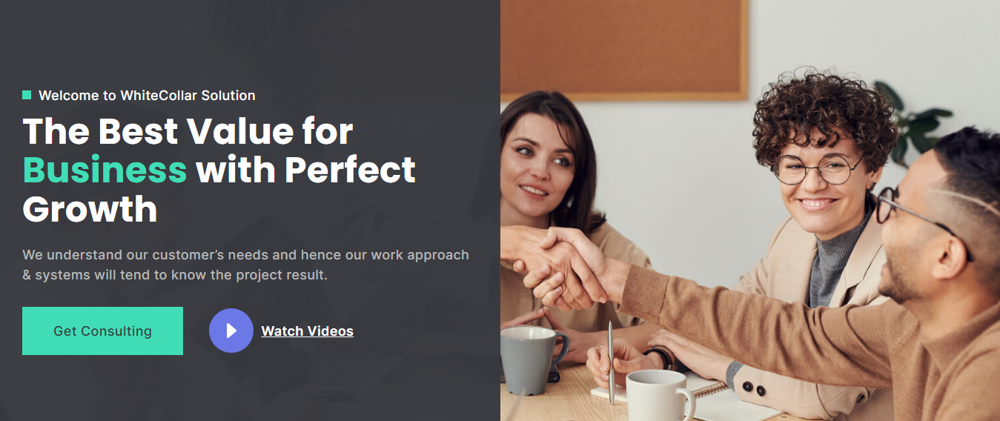 Welcome to WhiteCollar Solution
The Best Value for
Business with Perfect
Growth
We understand our customer’s needs and hence our work approach
& systems will tend to know the project result.
Get Consulting
Watch Videos